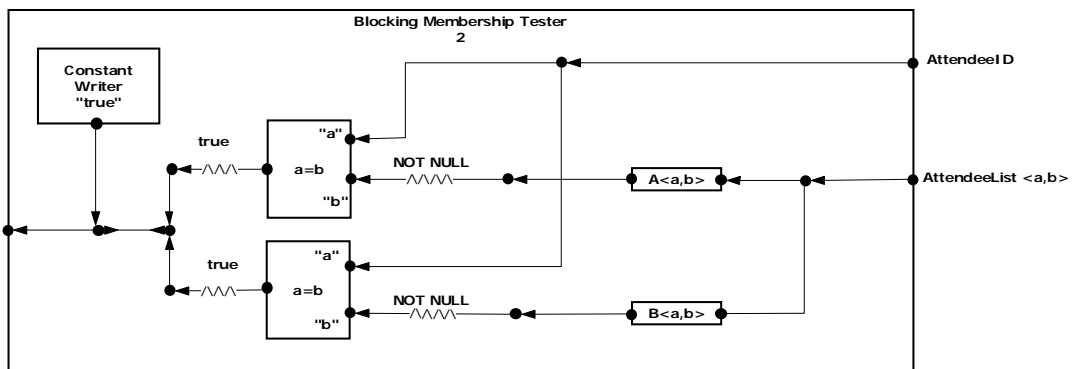 Blocking Membership Tester
2
Constant
Writer
"true"
AttendeeID
true
"a"
a=b
"b"
NOT NULL
A<a,b>
AttendeeList <a,b>
true
"a"
a=b
"b"
NOT NULL
B<a,b>